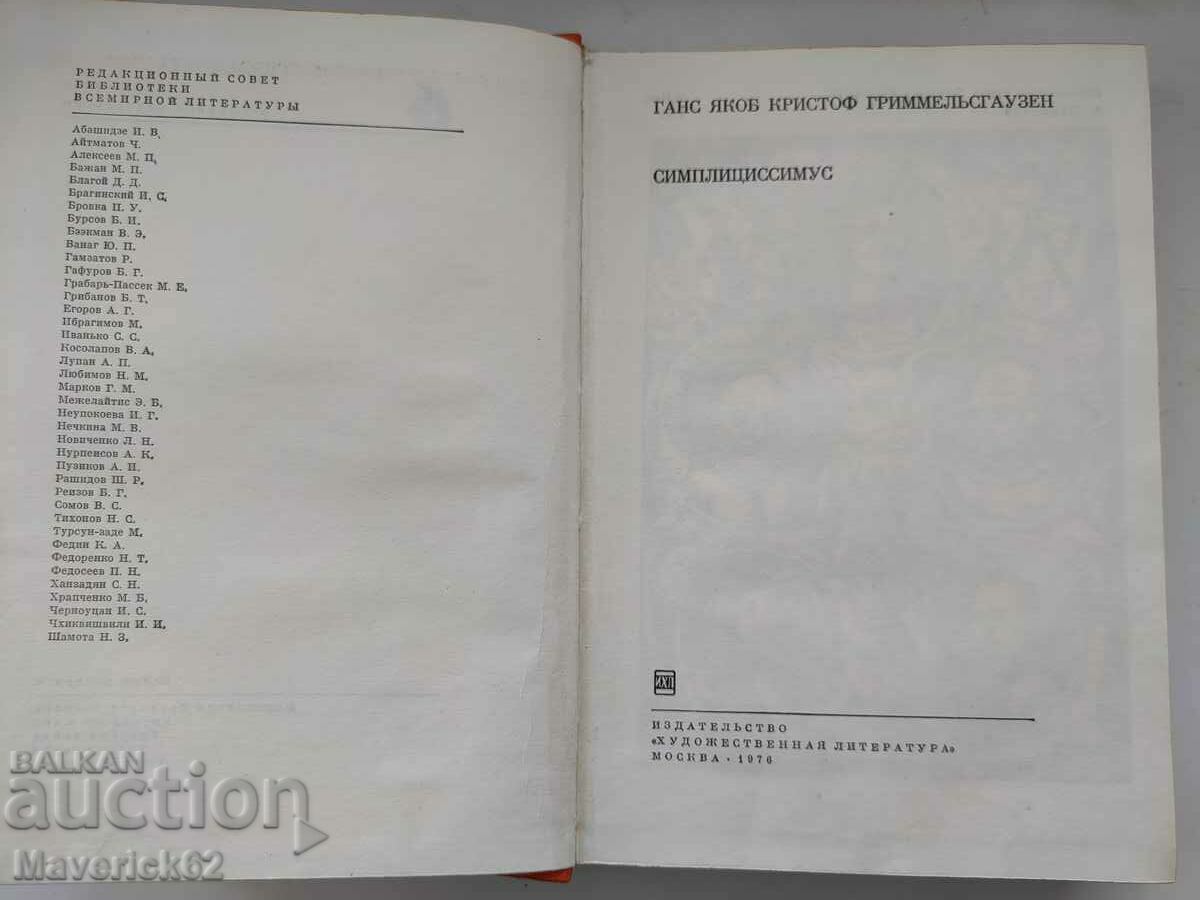 РЕДАКЦИОННЫЙ СОВЕТ
БИБЛИОТЕКИ
ВСЕМИРНОЙ ЛИТЕРАТУРЫ
Абашидзе И. В.
Айтматов Ч.
Алексеев М. П.
Бажан М. П.
Благой Д. Д.
Брагинский И. С.
Бровка П. У.
Бурсов Б. И.
Бээкман В. Э.
Ванаг Ю. П.
Гамзатов Р.
Гафуров Б. Г.
Грабарь-Пассек М. Е.
Грибанов Б. Т.
Егоров А. Г.
Ибрагимов М.
Иванько С. С.
Косолапов В. А.
Лупан А. П.
Любимов Н. М.
Марков Г. М.
Межелайтис Э. Б.
Неупокоева И. Г.
Нечкина М. В.
Новиченко Л. Н.
Нурпеисов А. К.
Пузиков А. И.
Рашидов Ш. Р.
Реизов Б. Г.
Сомов В. С.
Тихонов Н. С.
Турсун-заде М.
Федин К. А.
Федоренко Н. Т.
Федосеев П. Н.
Ханзадян С. Н.
Храпченко М. Б.
Черноуцан И. С.
Чхиквишвили И. И.
Шамота Н. З.
ГАНС ЯКОБ КРИСТОФ ГРИММЕЛЬСГАУЗЕН
СИМПЛИЦИССИМУС
ИХЛ
ИЗДАТЕЛЬСТВО
«ХУДОЖЕСТВЕННАЯ ЛИТЕРАТУРА»
МОСКВА · 1976
BALKAN
auction
Maverick62